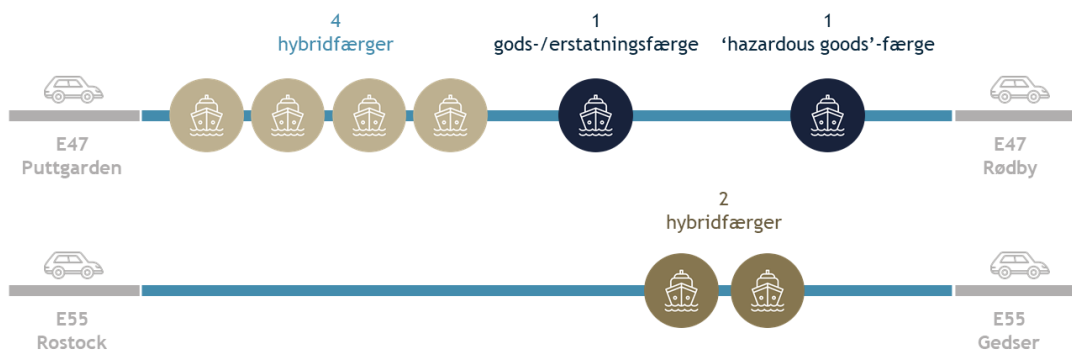 4
hybridfærger
1
gods-/erstatningsfærge
1
‘hazardous goods’-færge
E47
Puttgarden
E47
Rødby
2
hybridfærger
E55
Rostock
E55
Gedser